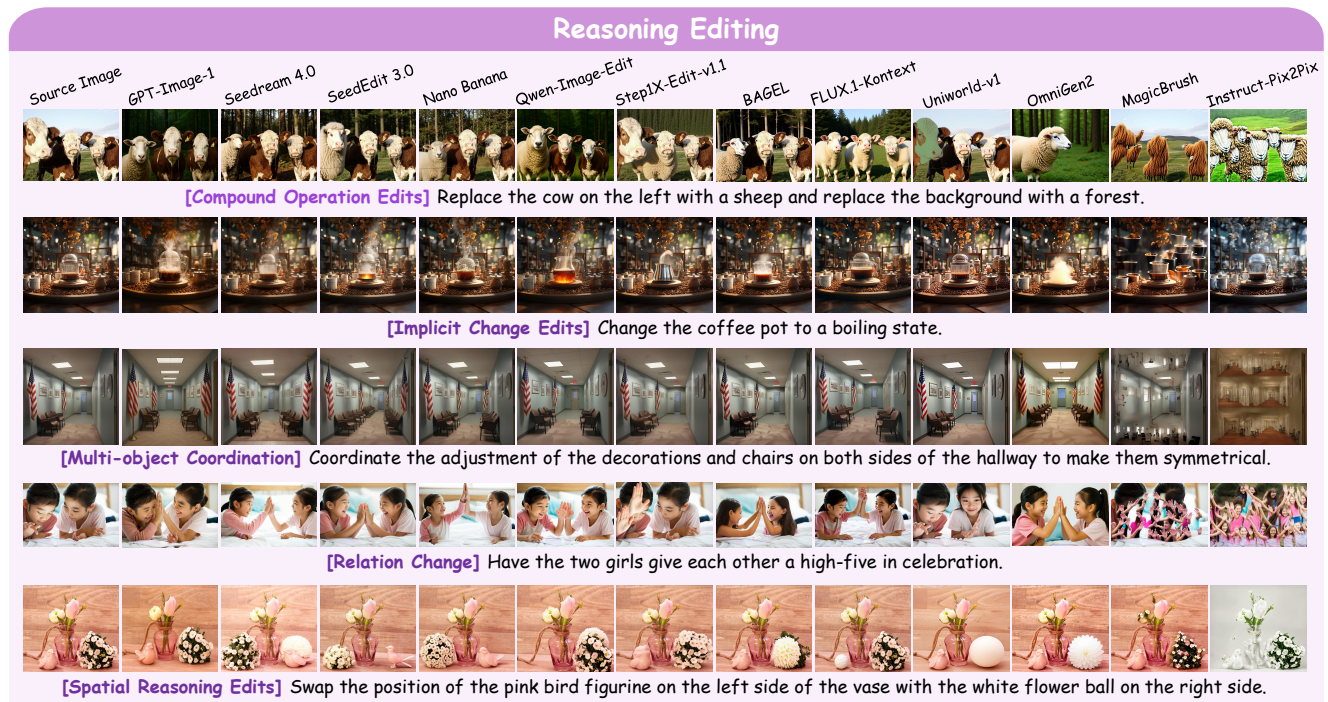 Reasoning Editing
Source Image
GPT-Image-1
Seedream 4.0
SeedEdit 3.0
Nano Banana
Qwen-Image-Edit
Step1X-Edit-v1.1
BAGEL
FLUX.1-Kontext
Uniworld-v1
OmniGen2
MagicBrush
Instruct-Pix2Pix
[Compound Operation Edits] Replace the cow on the left with a sheep and replace the background with a forest.
[Implicit Change Edits] Change the coffee pot to a boiling state.
[Multi-object Coordination] Coordinate the adjustment of the decorations and chairs on both sides of the hallway to make them symmetrical.
[Relation Change] Have the two girls give each other a high-five in celebration.
[Spatial Reasoning Edits] Swap the position of the pink bird figurine on the left side of the vase with the white flower ball on the right side.